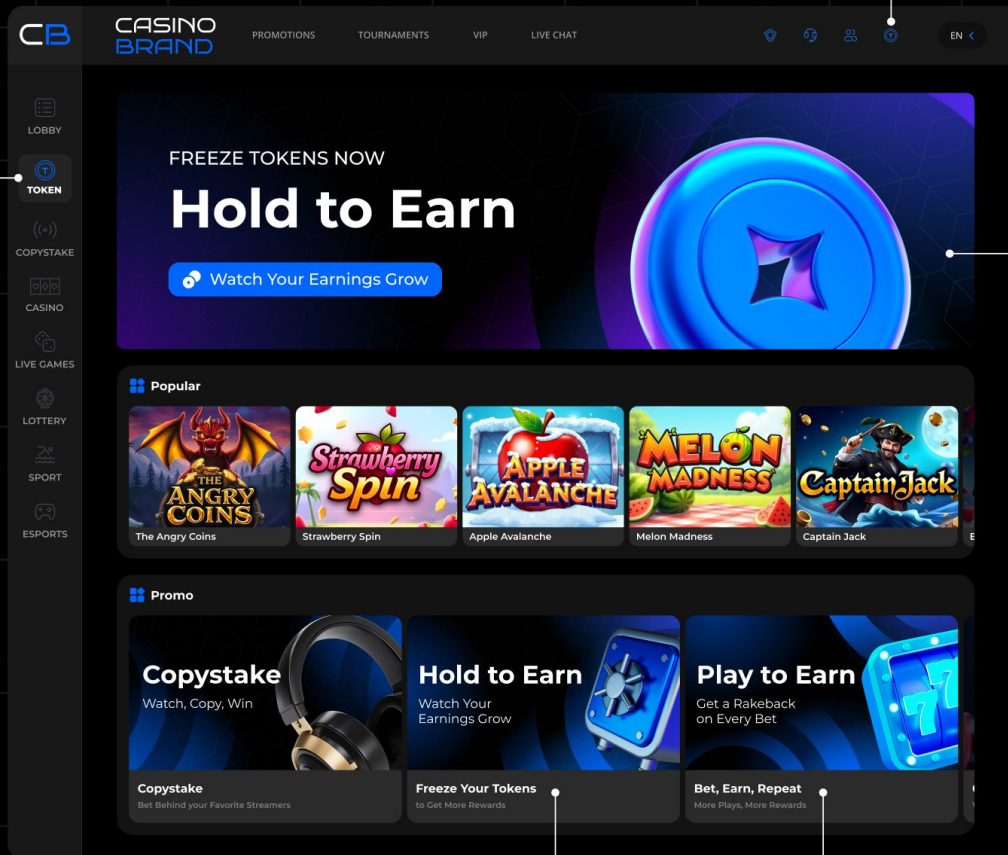 CB
CASINO
BRAND
PROMOTIONS
TOURNAMENTS
VIP
LIVE CHAT
EN
LOBBY
TOKEN
COPYSTAKE
CASINO
LIVE GAMES
LOTTERY
SPORT
ESPORTS
FREEZE TOKENS NOW
Hold to Earn
Watch Your Earnings Grow
Popular
THE
ANGRY
COINS
The Angry Coins
Strawberry
Spin
Strawberry Spin
APPLE
AVALANCHE
Apple Avalanche
MELON
MADNESS
Melon Madness
Captain Jack
Captain Jack
Promo
Copystake
Watch, Copy, Win
Copystake
Bet Behind your Favorite Streamers
Hold to Earn
Watch Your
Earnings Grow
Freeze Your Tokens
to Get More Rewards
Play to Earn
Get a Rakeback
on Every Bet
777
Bet, Earn, Repeat
More Plays, More Rewards